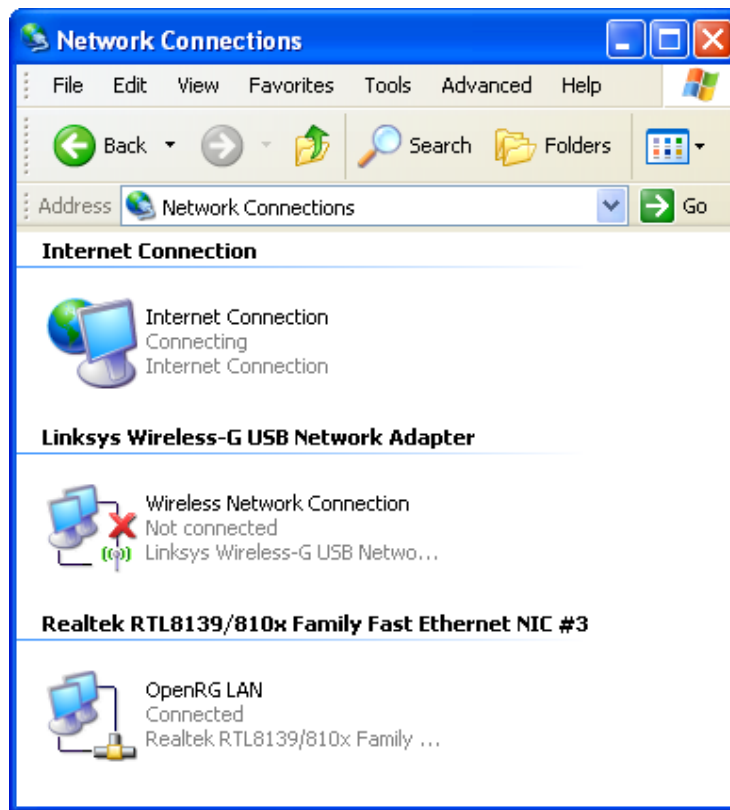 Network Connections
File Edit View Favorites Tools Advanced Help
Back Search Folders
Address Network Connections Go
Internet Connection
Internet Connection
Connecting
Internet Connection
Linksys Wireless-G USB Network Adapter
Wireless Network Connection
Not connected
Linksys Wireless-G USB Netwo...
Realtek RTL8139/810x Family Fast Ethernet NIC #3
OpenRG LAN
Connected
Realtek RTL8139/810x Family ...